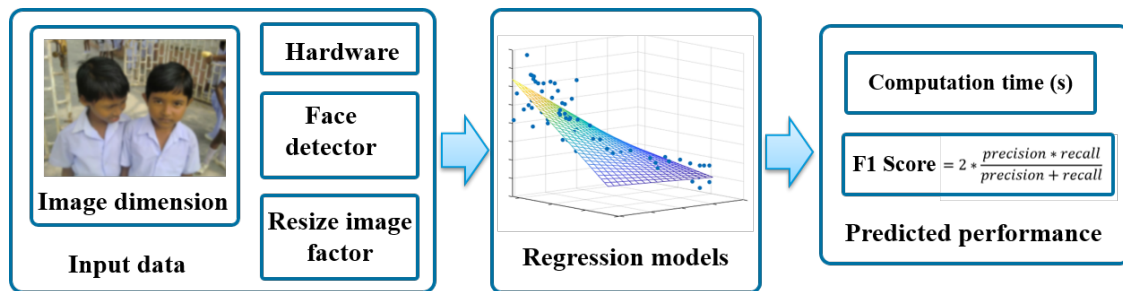 Image dimension
Hardware
Face
detector
Resize image
factor
Input data
Regression models
Computation time (s)
F1 Score = 2 * precision * recall / precision + recall
Predicted performance